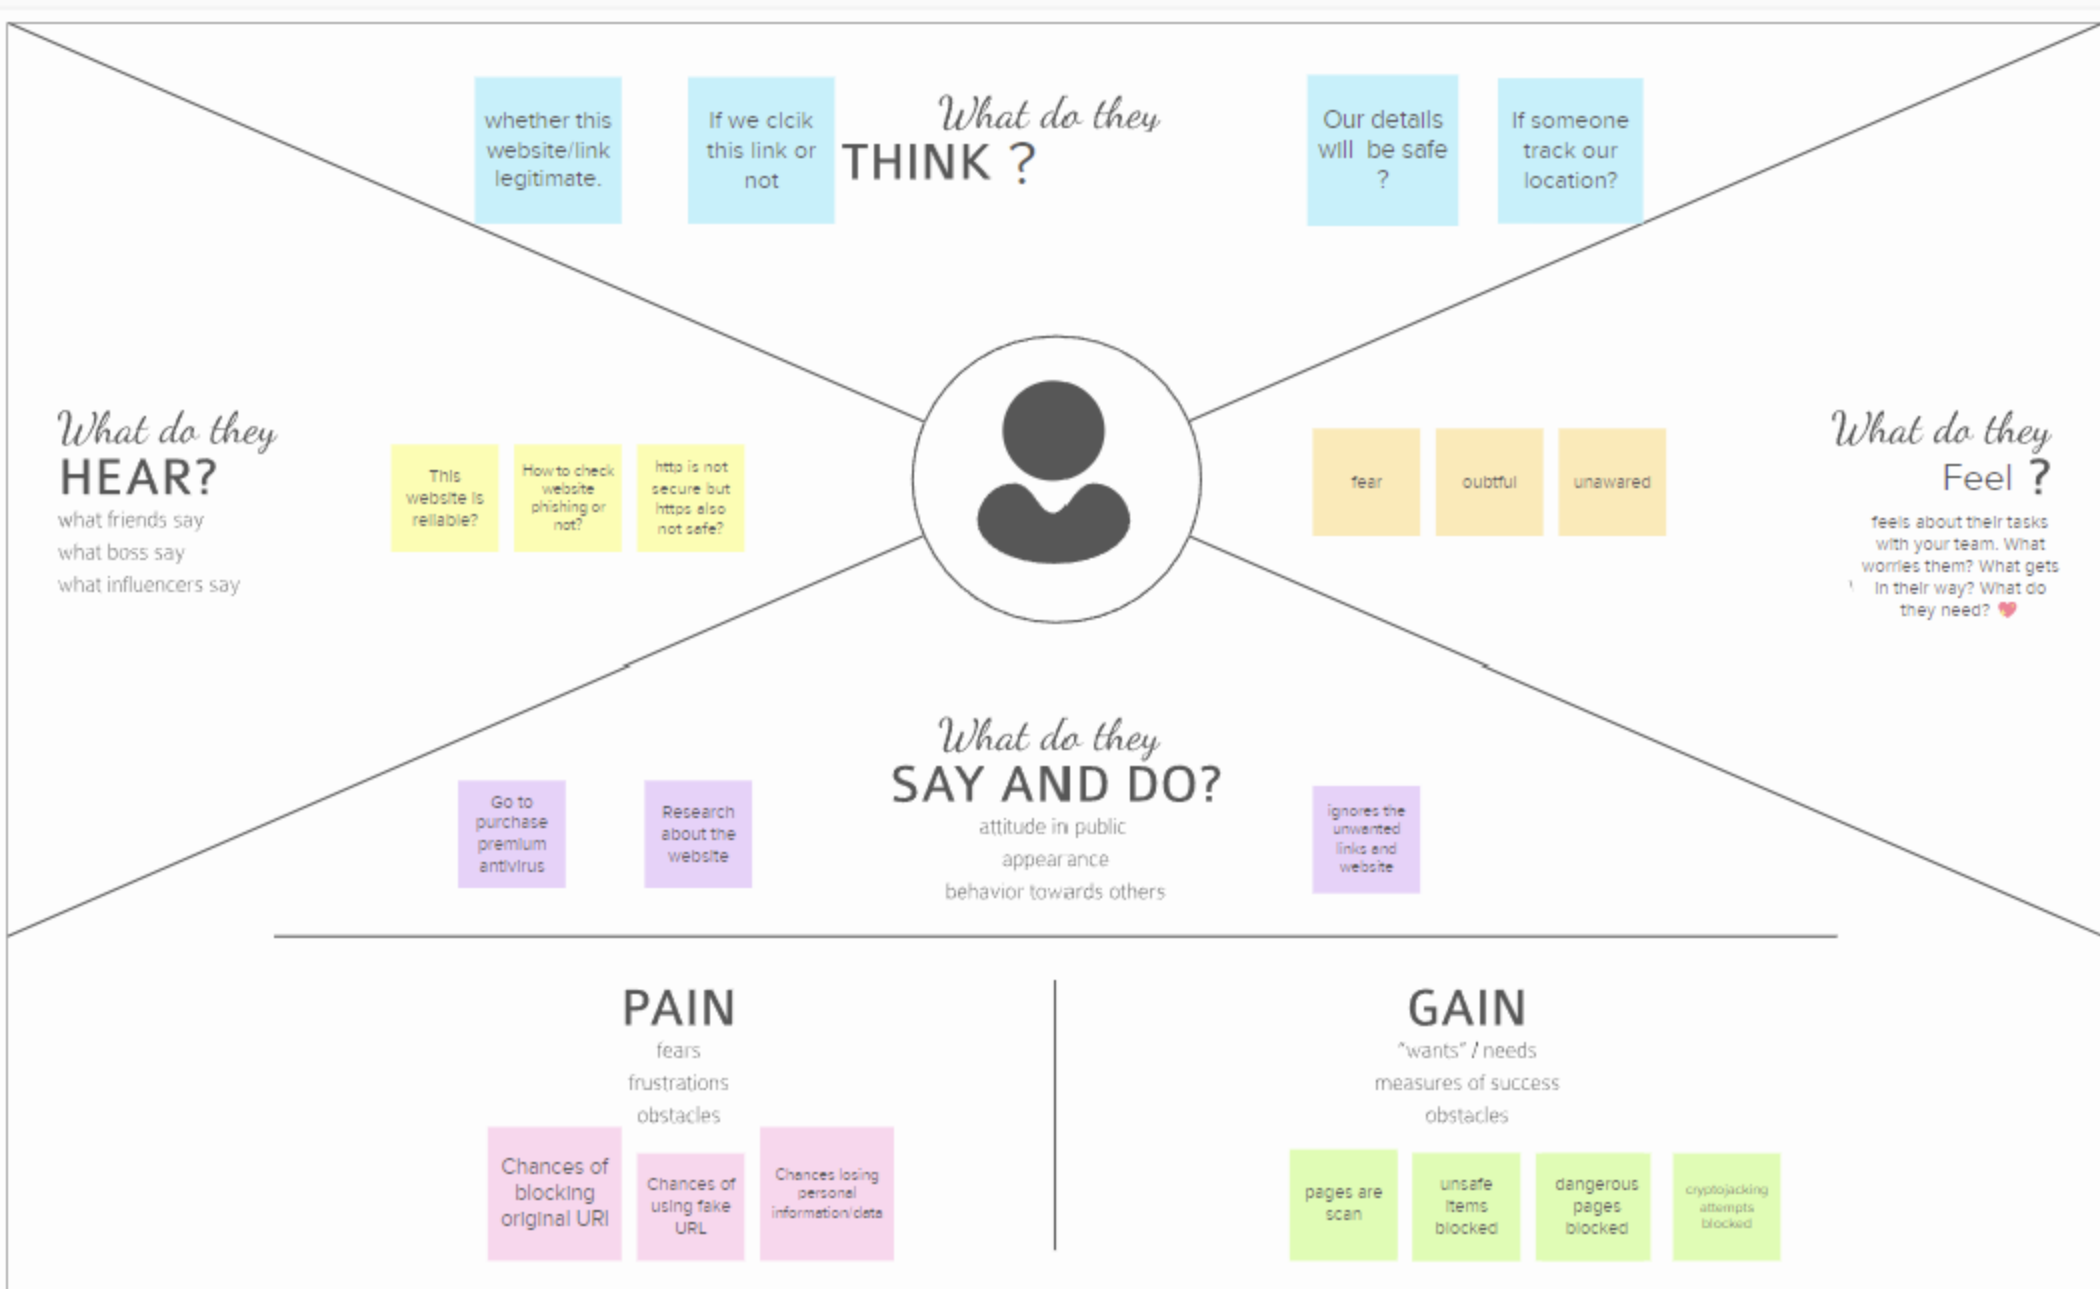 whether this
website/link
legitimate.
If we clcik
this link or
not
What do they
THINK ?
Our details
will be safe
?
If someone
track our
location?
What do they
HEAR?
what friends say
what boss say
what influencers say
This
website is
reliable?
How to check
website
phishing or
not?
http is not
secure but
https also
not safe?
fear
oubtful
unawared
What do they
Feel ?
feels about their tasks
with your team. What
worries them? What gets
in their way? What do
they need? 💖
What do they
SAY AND DO?
attitude in public
appearance
behavior towards others
Go to
purchase
premium
antivirus
Research
about the
website
ignores the
unwanted
links and
website
PAIN
fears
frustrations
obstacles
Chances of
blocking
original URl
Chances of
using fake
URL
Chances losing
personal
information/data
GAIN
"wants" / needs
measures of success
obstacles
pages are
scan
unsafe
items
blocked
dangerous
pages
blocked
cryptojacking
attempts
blocked